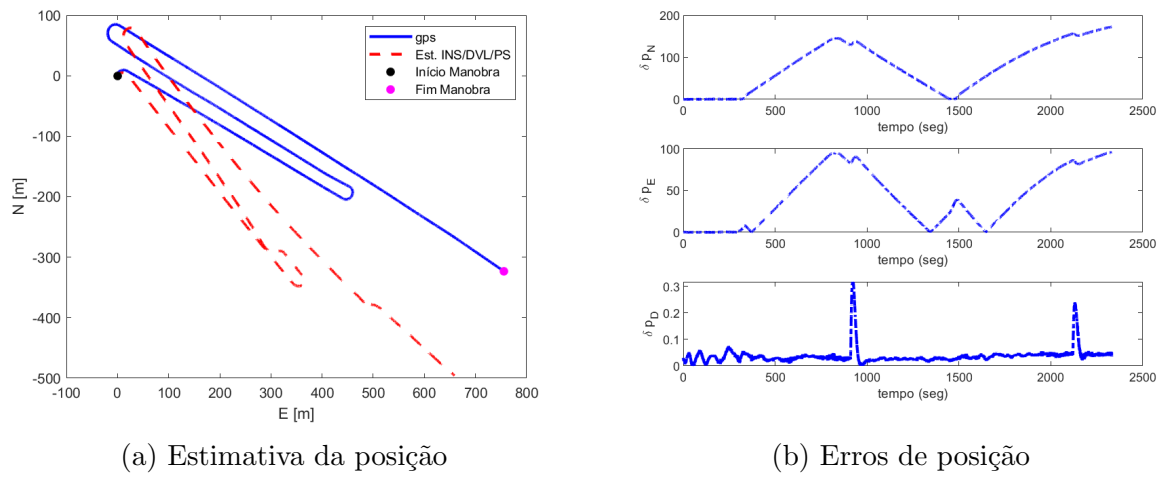 100
0
-100
-200
-300
-400
-500
N [m]
-100 0 100 200 300 400 500 600 700 800
E [m]
gps
Est. INS/DVL/PS
Início Manobra
Fim Manobra
(a) Estimativa da posição
200
100
0
δ pN
0 500 1000 1500 2000 2500
tempo (seg)
100
50
0
δ pE
0 500 1000 1500 2000 2500
tempo (seg)
0.3
0.2
0.1
0
δ pD
0 500 1000 1500 2000 2500
tempo (seg)
(b) Erros de posição